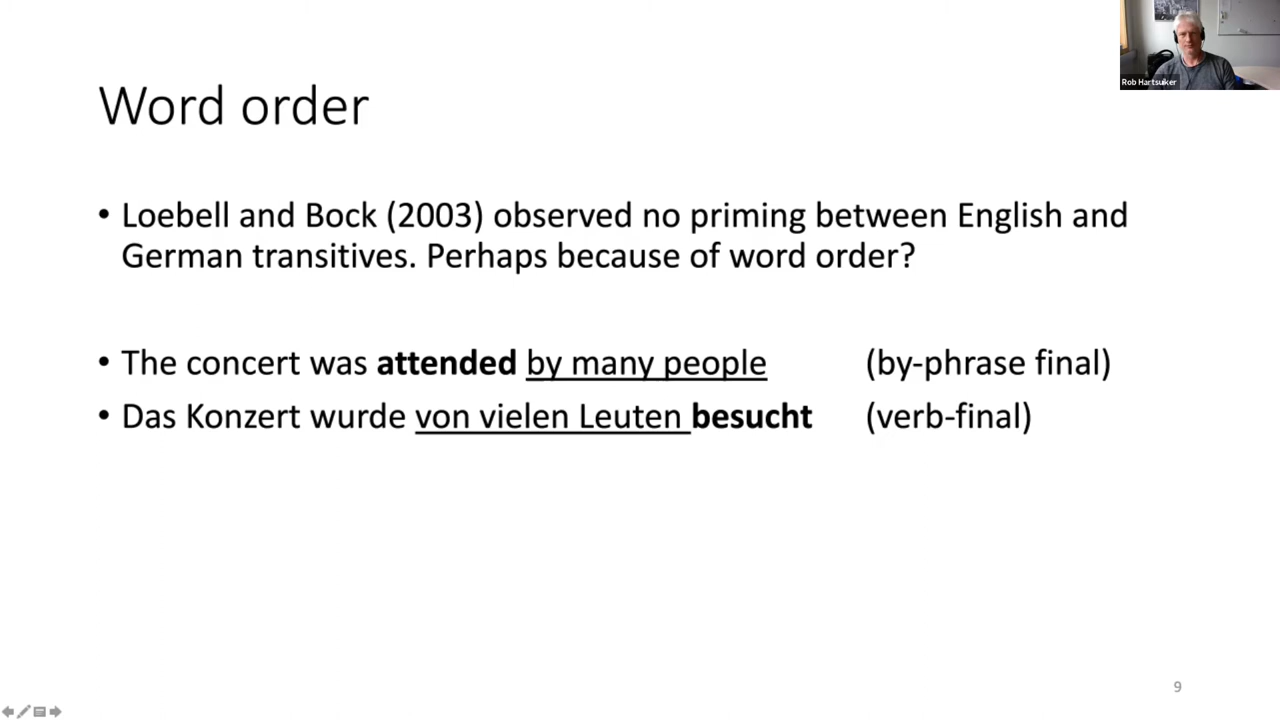 Rob Hartsuiker
Word order
• Loebell and Bock (2003) observed no priming between English and
German transitives. Perhaps because of word order?
• The concert was attended by many people (by-phrase final)
• Das Konzert wurde von vielen Leuten besucht (verb-final)
9